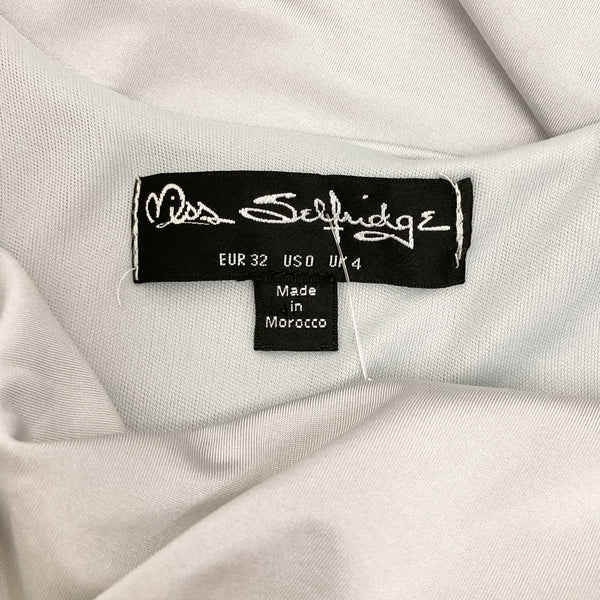 Miss Selfridge
EUR 32 US 0 UK 4
Made
in
Morocco